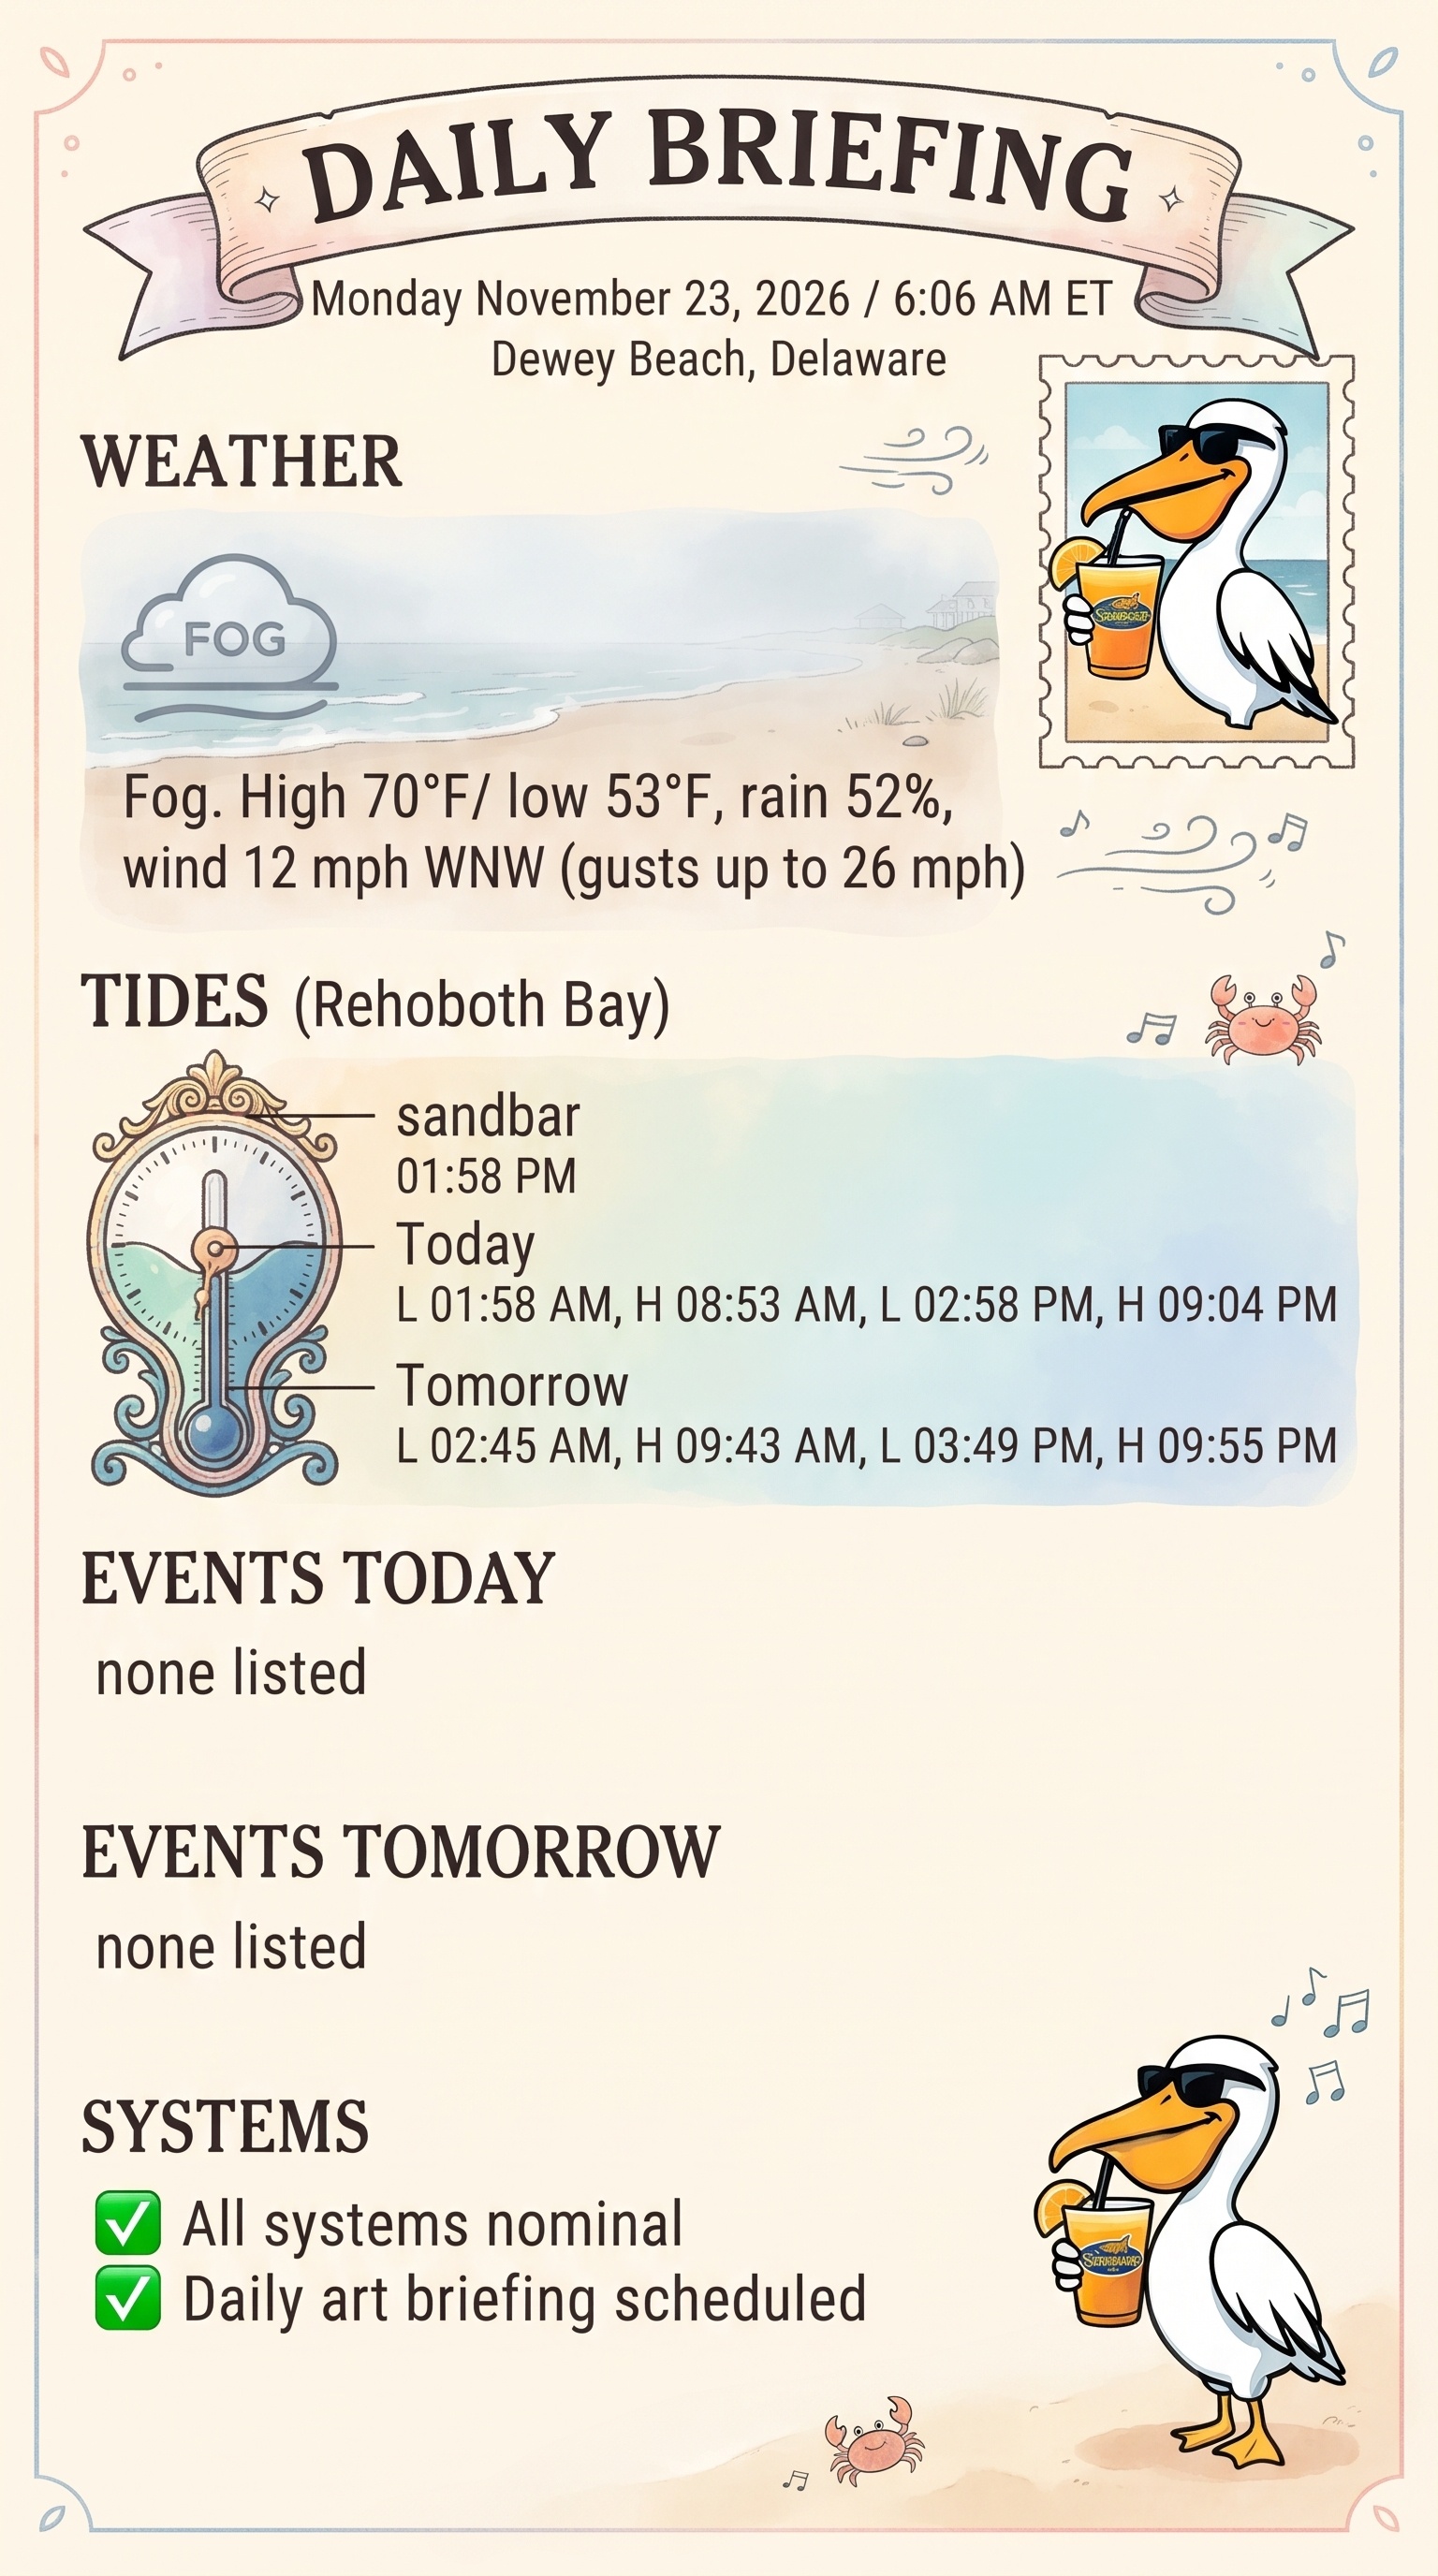 DAILY BRIEFING
Monday November 23, 2026 / 6:06 AM ET
Dewey Beach, Delaware
WEATHER
FOG
Fog. High 70°F/ low 53°F, rain 52%,
wind 12 mph WNW (gusts up to 26 mph)
TIDES (Rehoboth Bay)
sandbar
01:58 PM
Today
L 01:58 AM, H 08:53 AM, L 02:58 PM, H 09:04 PM
Tomorrow
L 02:45 AM, H 09:43 AM, L 03:49 PM, H 09:55 PM
EVENTS TODAY
none listed
EVENTS TOMORROW
none listed
SYSTEMS
✅ All systems nominal
✅ Daily art briefing scheduled